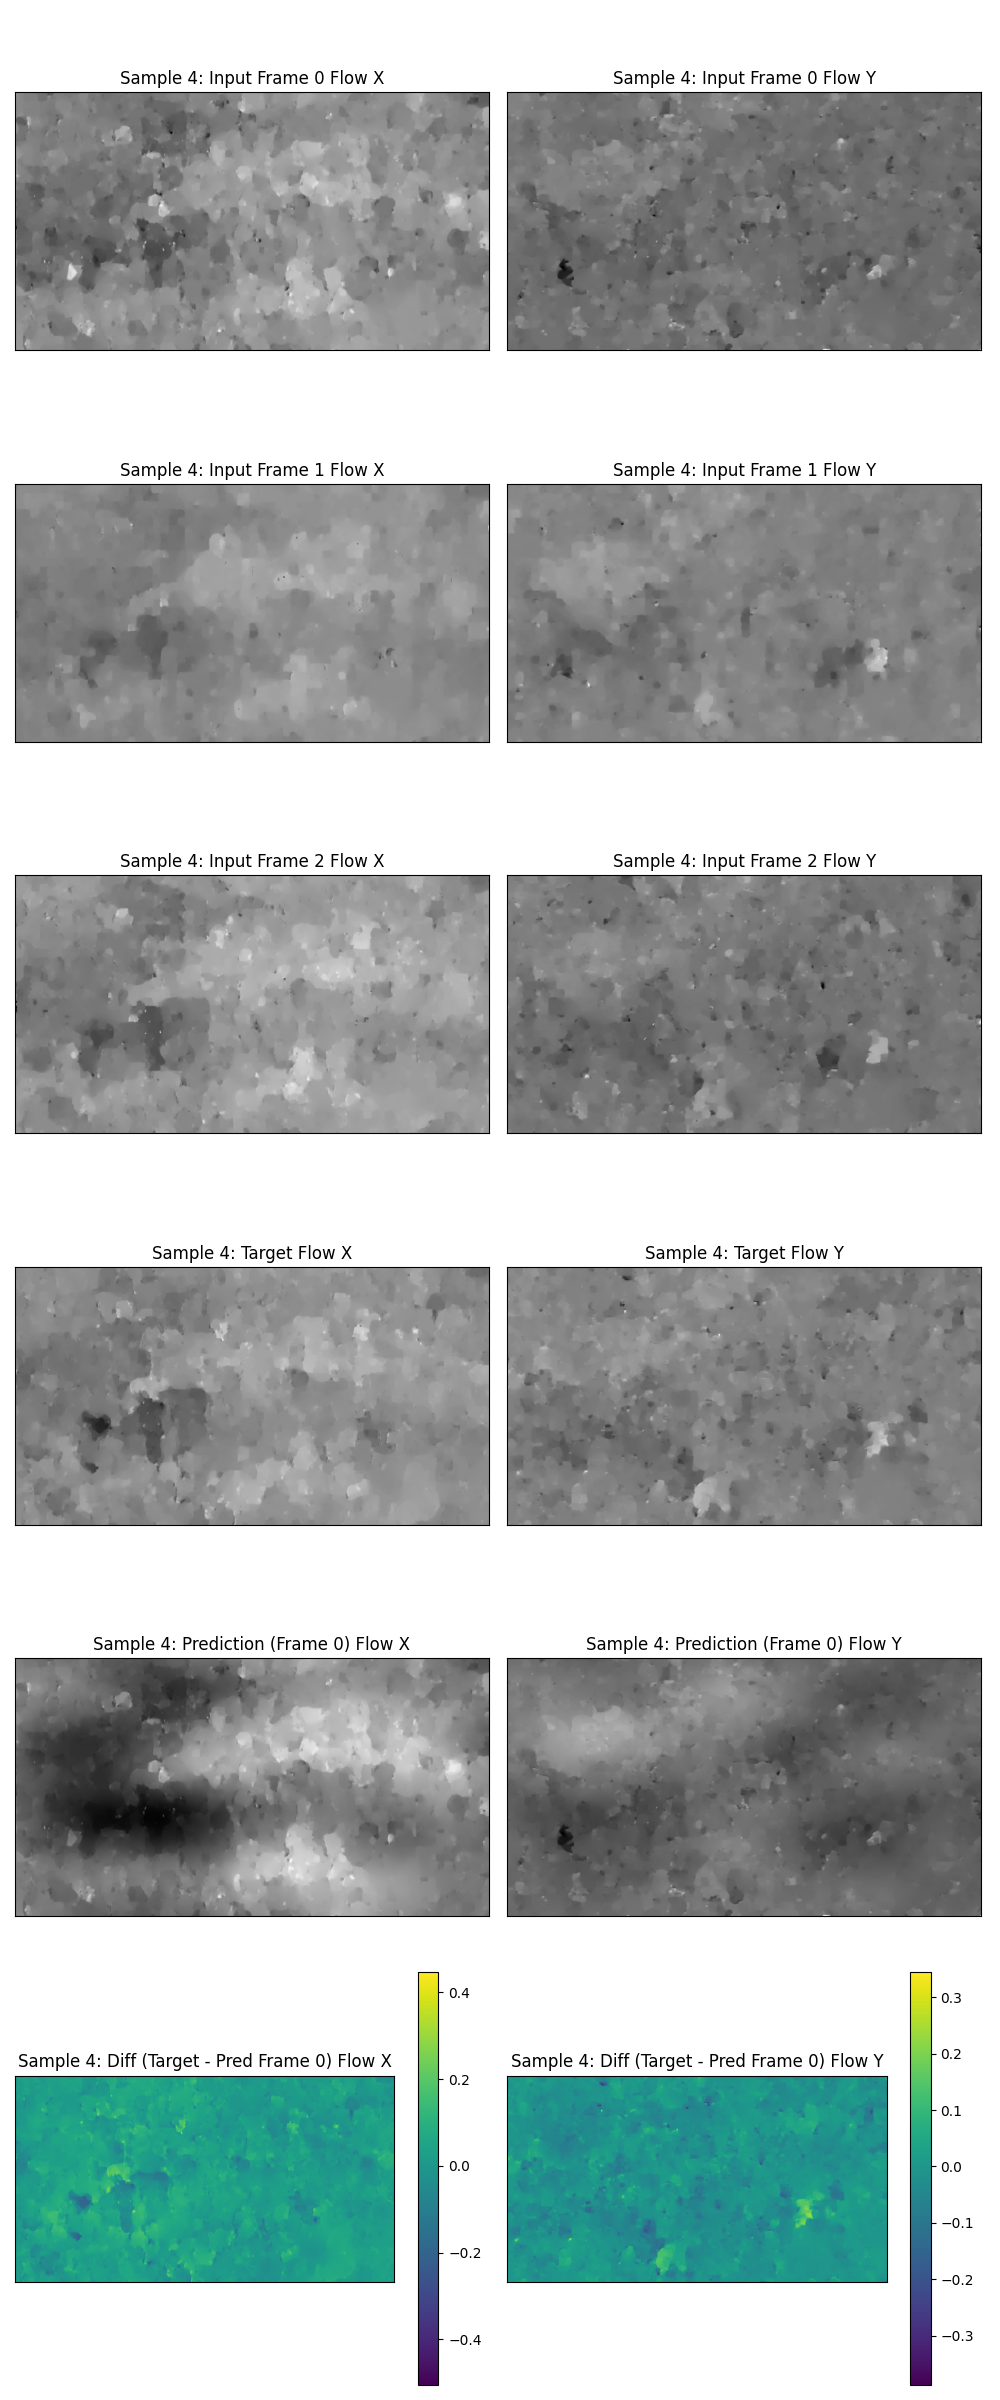 Sample 4: Input Frame 0 Flow X
Sample 4: Input Frame 0 Flow Y
Sample 4: Input Frame 1 Flow X
Sample 4: Input Frame 1 Flow Y
Sample 4: Input Frame 2 Flow X
Sample 4: Input Frame 2 Flow Y
Sample 4: Target Flow X
Sample 4: Target Flow Y
Sample 4: Prediction (Frame 0) Flow X
Sample 4: Prediction (Frame 0) Flow Y
Sample 4: Diff (Target - Pred Frame 0) Flow X
0.4
0.2
0.0
−0.2
−0.4
Sample 4: Diff (Target - Pred Frame 0) Flow Y
0.3
0.2
0.1
0.0
−0.1
−0.2
−0.3